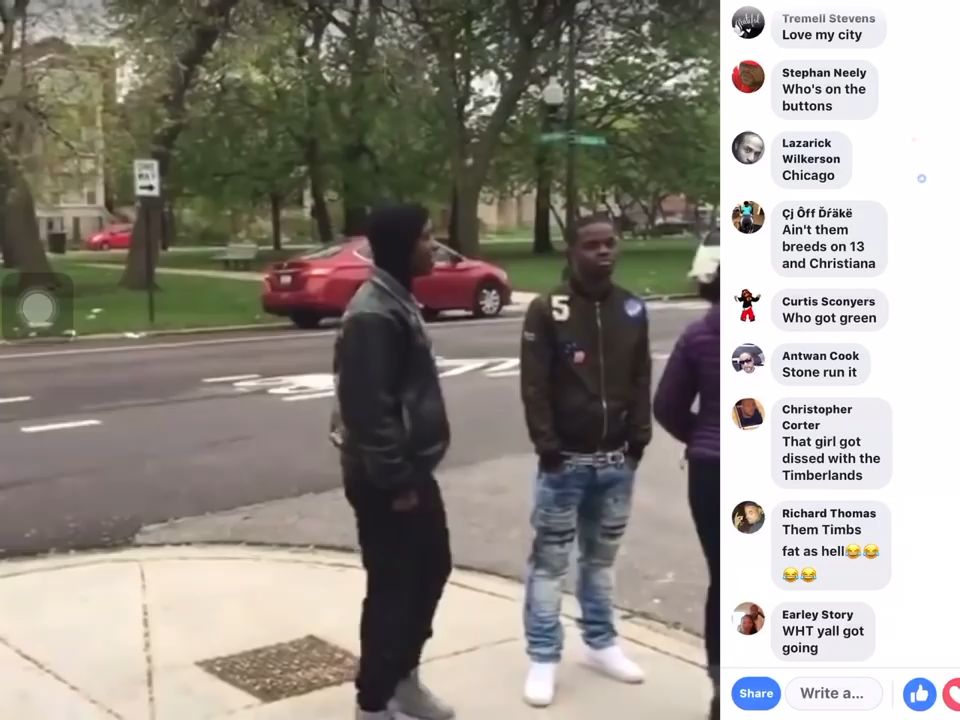 ONE
WAY
5
Tremell Stevens
Love my city
Stephan Neely
Who's on the
buttons
Lazarick
Wilkerson
Chicago
Çj Ôff Ďŕäkë
Ain't them
breeds on 13
and Christiana
Curtis Sconyers
Who got green
Antwan Cook
Stone run it
Christopher
Corter
That girl got
dissed with the
Timberlands
Richard Thomas
Them Timbs
fat as hell😂😂
😂😂
Earley Story
WHT yall got
going
Share
Write a...